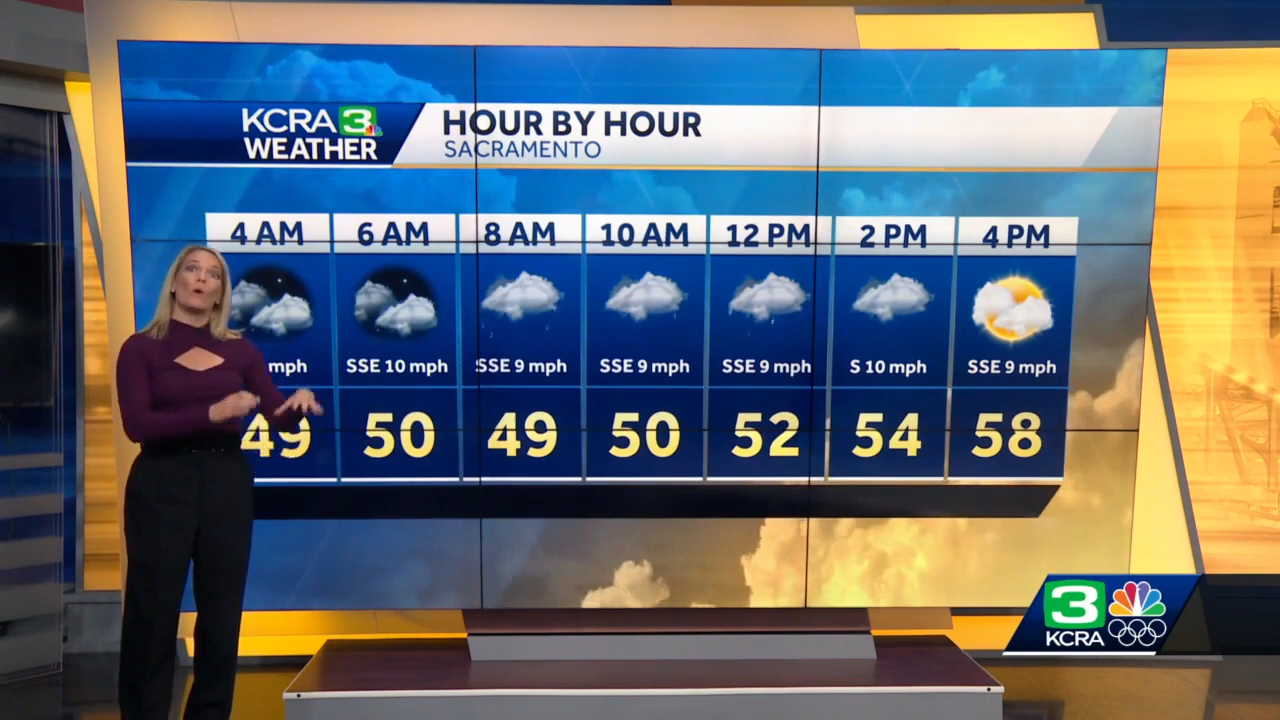 KCRA 3
WEATHER
HOUR BY HOUR
SACRAMENTO
4 AM 6 AM 8 AM 10 AM 12 PM 2 PM 4 PM
mph SSE 10 mph SSE 9 mph SSE 9 mph SSE 9 mph S 10 mph SSE 9 mph
49 50 49 50 52 54 58
3
KCRA